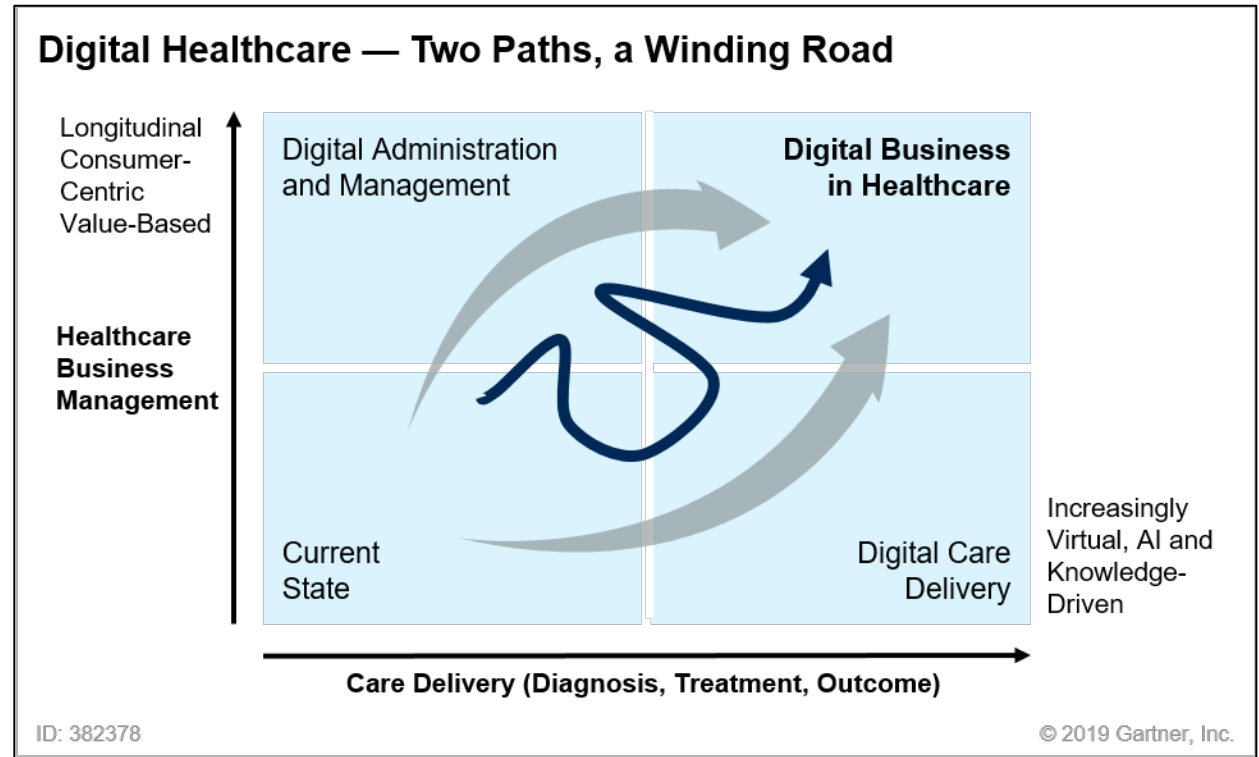 Digital Healthcare — Two Paths, a Winding Road
Longitudinal
Consumer-
Centric
Value-Based
Healthcare
Business
Management
Digital Administration
and Management
Digital Business
in Healthcare
Current
State
Digital Care
Delivery
Increasingly
Virtual, AI and
Knowledge-
Driven
Care Delivery (Diagnosis, Treatment, Outcome)
ID: 382378
© 2019 Gartner, Inc.